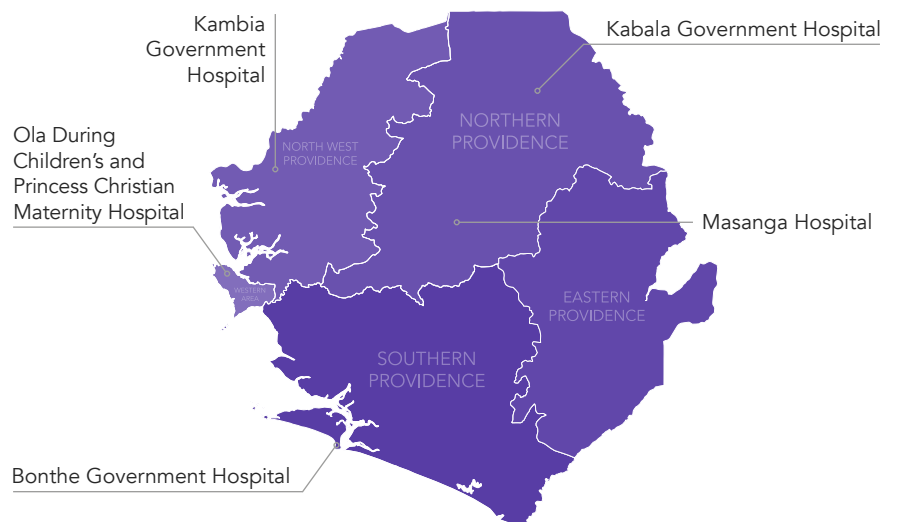 Kambia
Government
Hospital
Kabala Government Hospital
NORTHERN
PROVIDENCE
NORTH WEST
PROVIDENCE
Ola During
Children’s and
Princess Christian
Maternity Hospital
Masanga Hospital
WESTERN
AREA
EASTERN
PROVIDENCE
SOUTHERN
PROVIDENCE
Bonthe Government Hospital